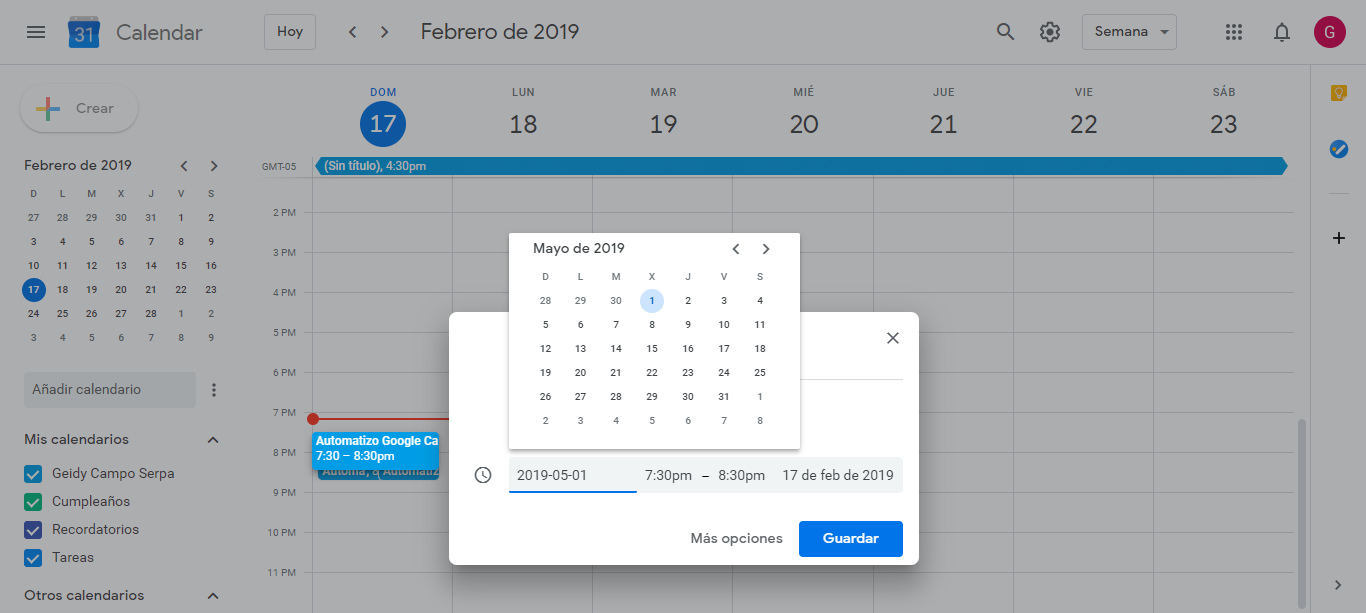 31 Calendar Hoy Febrero de 2019 Semana G
Crear
DOM LUN MAR MIÉ JUE VIE SÁB
17 18 19 20 21 22 23
GMT-05 (Sin título), 4:30pm
Febrero de 2019
D L M X J V S
27 28 29 30 31 1 2
3 4 5 6 7 8 9
10 11 12 13 14 15 16
17 18 19 20 21 22 23
24 25 26 27 28 1 2
3 4 5 6 7 8 9
Añadir calendario
Mis calendarios
Geidy Campo Serpa
Cumpleaños
Recordatorios
Tareas
Otros calendarios
2 PM
3 PM
4 PM
5 PM
6 PM
7 PM
8 PM
9 PM
10 PM
11 PM
Automatizo Google Ca
7:30 – 8:30pm
Mayo de 2019
D L M X J V S
28 29 30 1 2 3 4
5 6 7 8 9 10 11
12 13 14 15 16 17 18
19 20 21 22 23 24 25
26 27 28 29 30 31 1
2 3 4 5 6 7 8
2019-05-01 7:30pm – 8:30pm 17 de feb de 2019
Más opciones Guardar